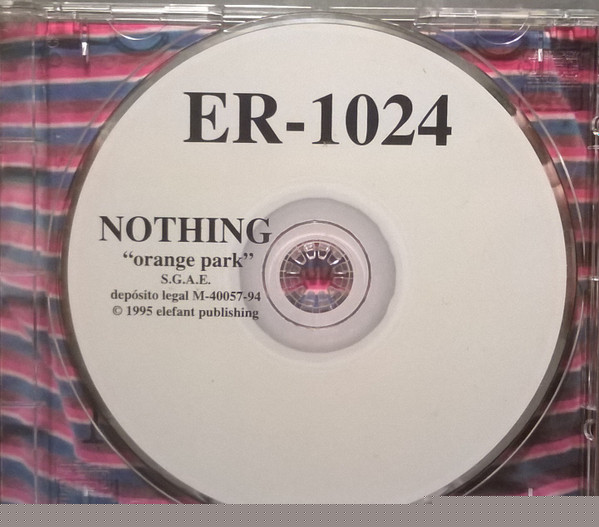 ER-1024
NOTHING
“orange park”
S.G.A.E.
depósito legal M-40057-94
© 1995 elefant publishing